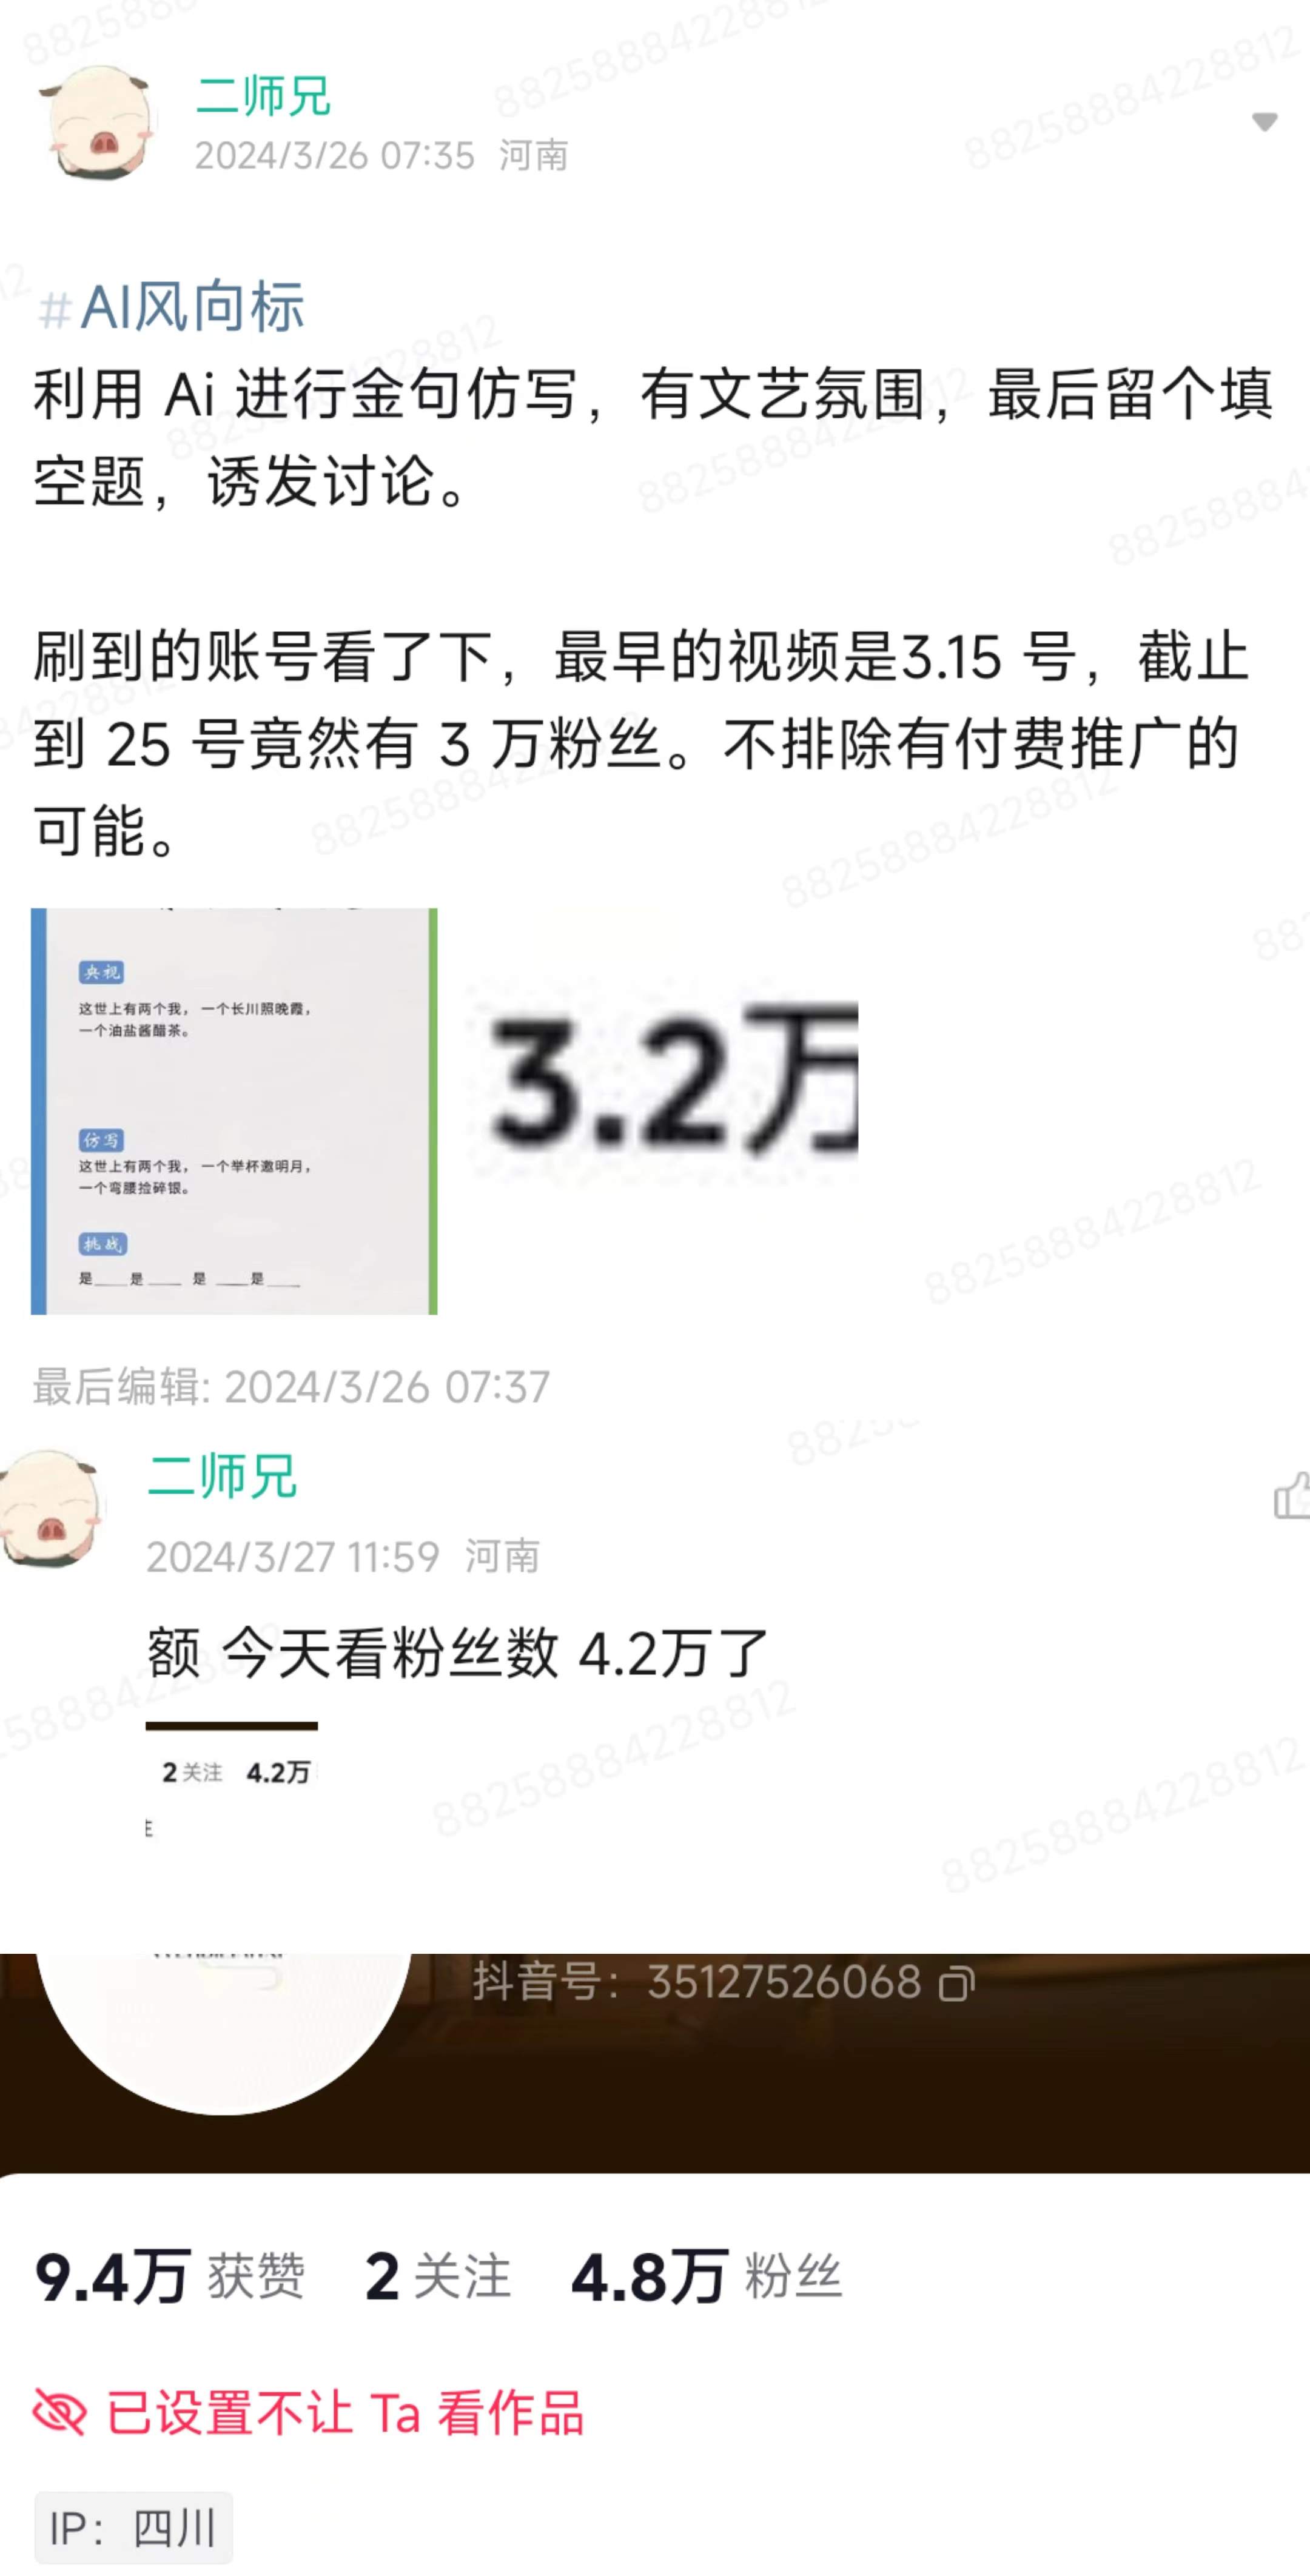 二师兄
2024/3/26 07:35 河南
#AI风向标
利用 Ai 进行金句仿写，有文艺氛围，最后留个填
空题，诱发讨论。
刷到的账号看了下，最早的视频是3.15 号，截止
到 25 号竟然有 3 万粉丝。不排除有付费推广的
可能。
央视
这世上有两个我， 一个长川照晚霞，
一个油盐酱醋茶。
仿写
这世上有两个我， 一个举杯邀明月，
一个弯腰捡碎银。
挑战
是____是____ 是 ____是____
3.2万
最后编辑: 2024/3/26 07:37
二师兄
2024/3/27 11:59 河南
额 今天看粉丝数 4.2万了
2 关注 4.2万
抖音号：35127526068
9.4万 获赞 2 关注 4.8万 粉丝
已设置不让 Ta 看作品
IP：四川
88258884228812